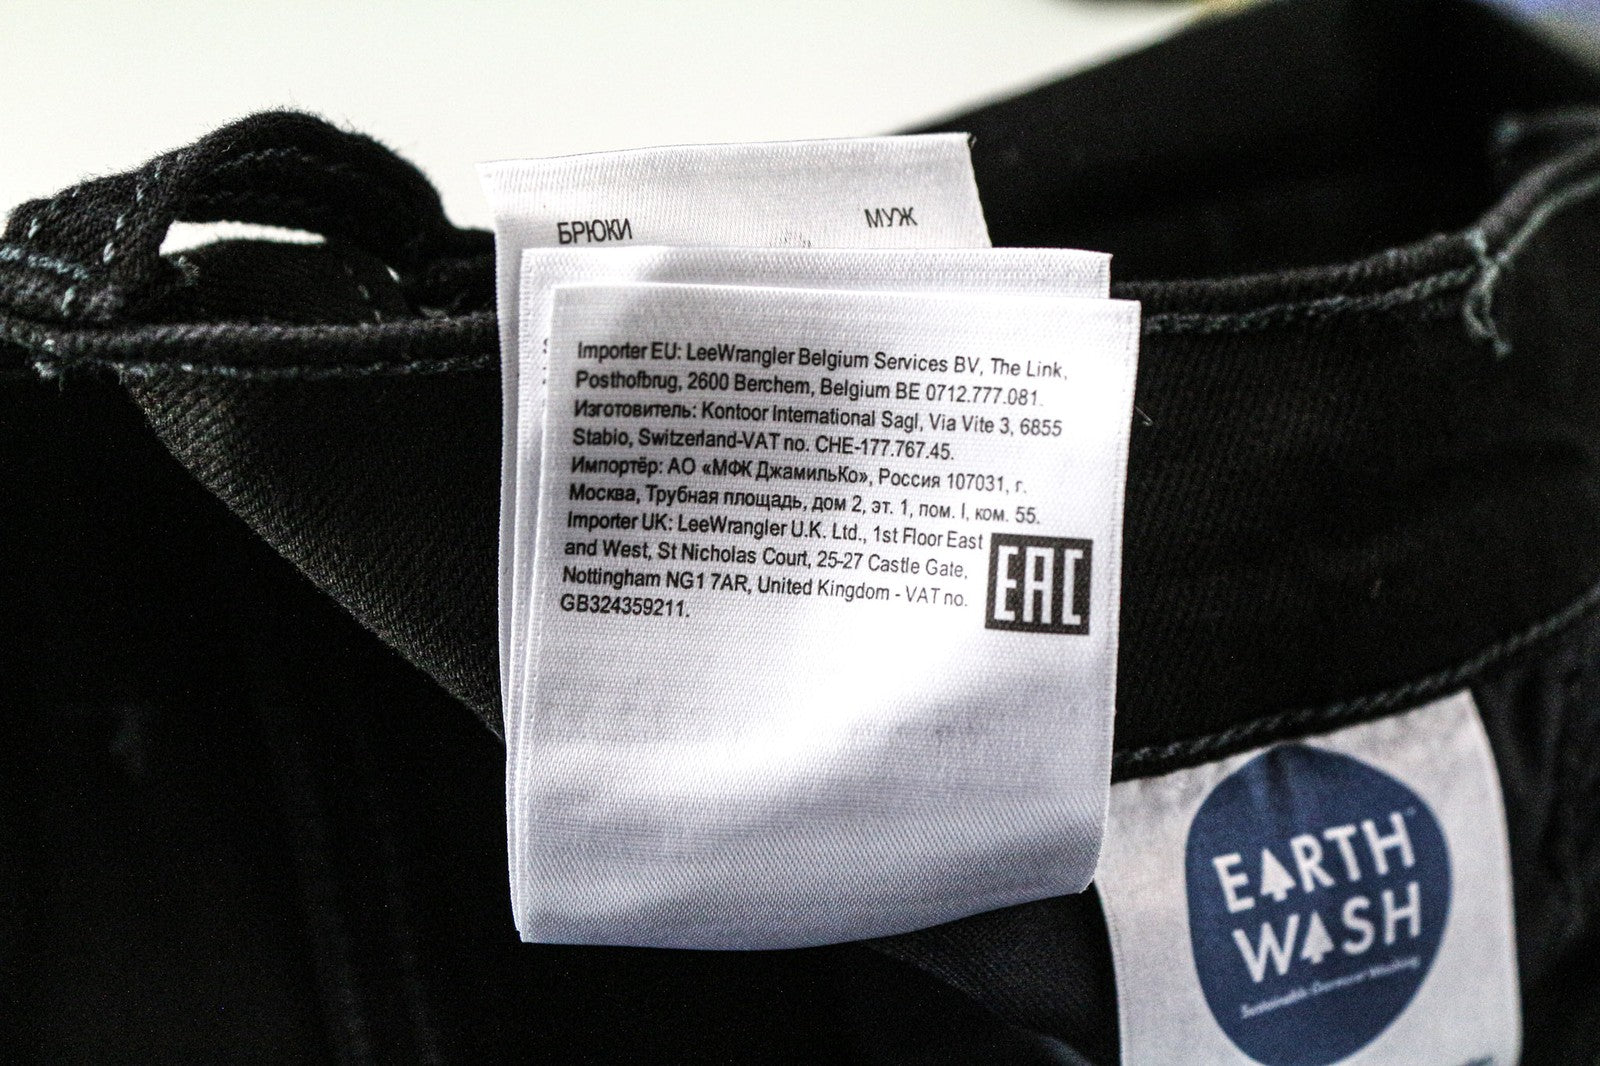 БРЮКИ МУЖ
Importer EU: LeeWrangler Belgium Services BV, The Link,
Posthofbrug, 2600 Berchem, Belgium BE 0712.777.081.
Изготовитель: Kontoor International Sagl, Via Vite 3, 6855
Stabio, Switzerland-VAT no. CHE-177.767.45.
Импортёр: АО «МФК ДжамильКо», Россия 107031, г.
Москва, Трубная площадь, дом 2, эт. 1, пом. I, ком. 55.
Importer UK: LeeWrangler U.K. Ltd., 1st Floor East
and West, St Nicholas Court, 25-27 Castle Gate,
Nottingham NG1 7AR, United Kingdom - VAT no.
GB324359211.
EAC
EARTH
WASH
Sustainable Garment Washing